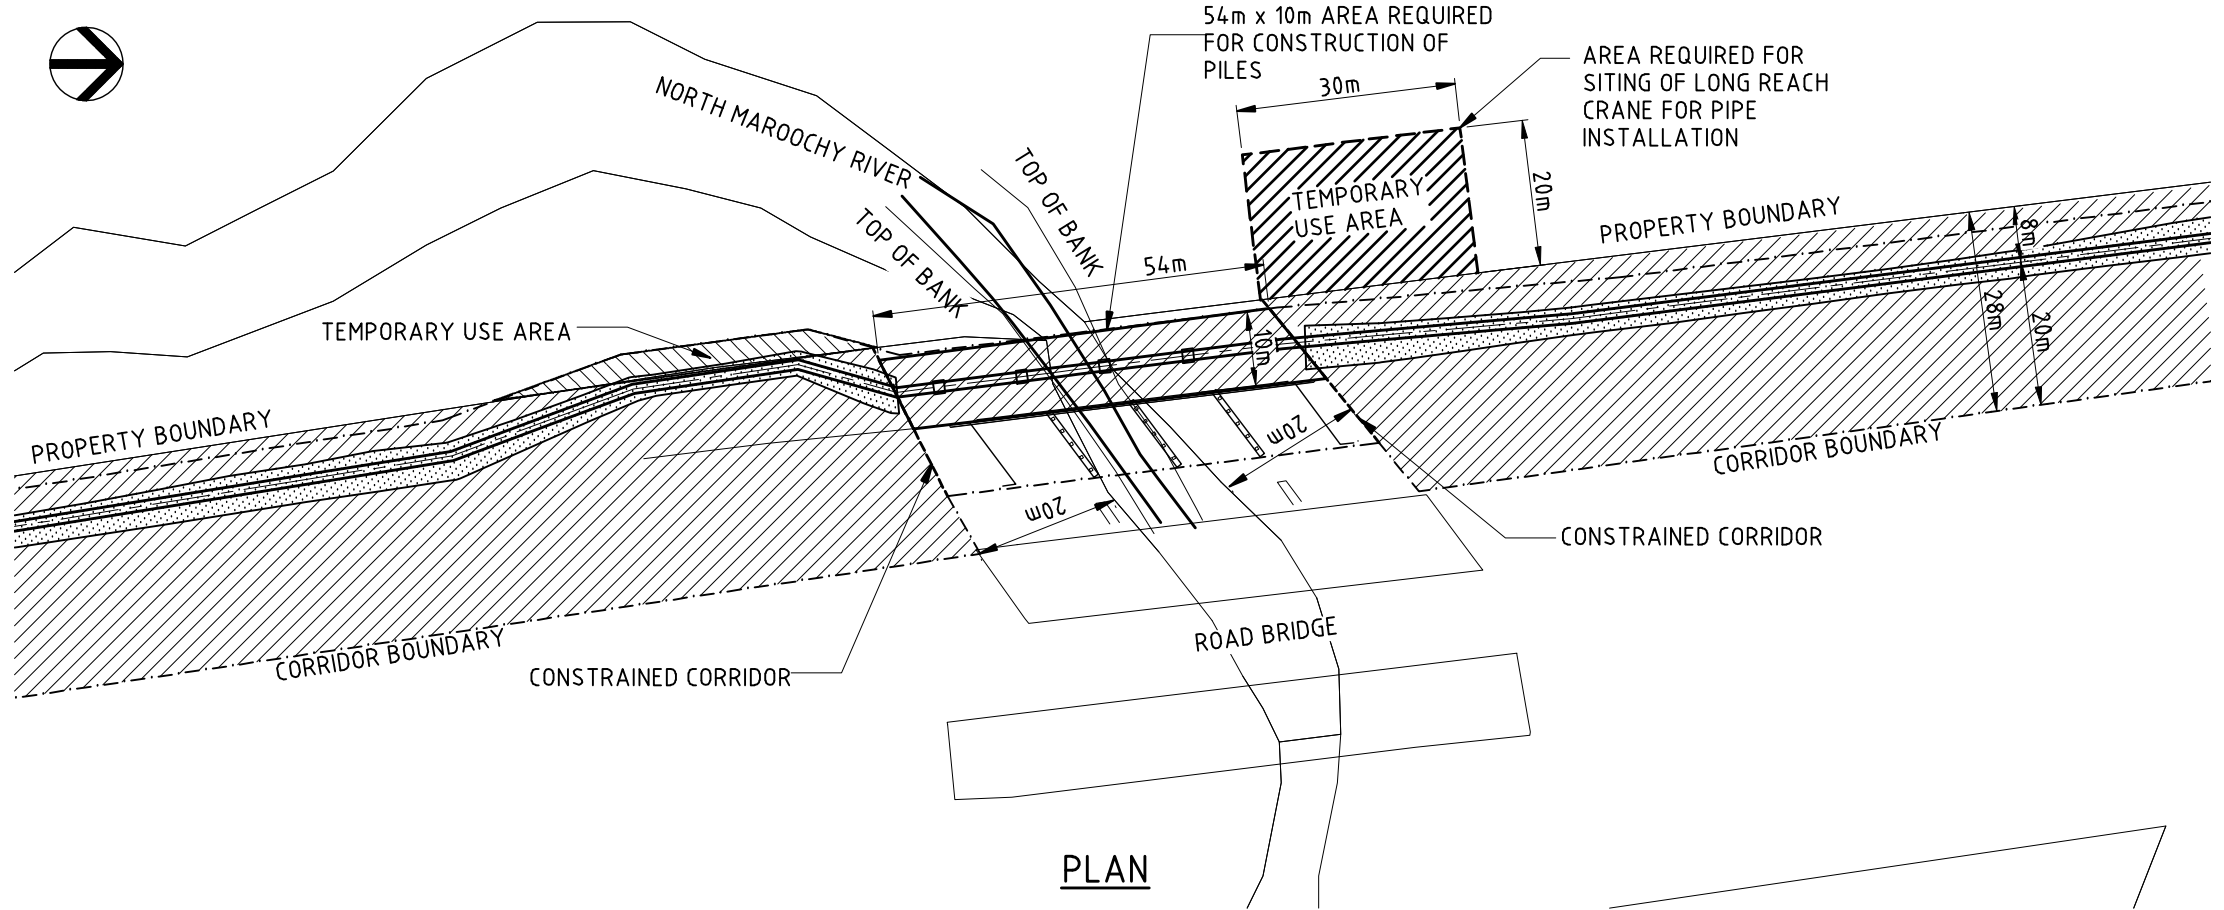 54m x 10m AREA REQUIRED
FOR CONSTRUCTION OF
PILES
AREA REQUIRED FOR
SITING OF LONG REACH
CRANE FOR PIPE
INSTALLATION
30m
NORTH MAROOCHY RIVER
TOP OF BANK
TOP OF BANK
TEMPORARY
USE AREA
20m
PROPERTY BOUNDARY
8m
54m
28m
20m
TEMPORARY USE AREA
10m
PROPERTY BOUNDARY
20m
CORRIDOR BOUNDARY
20m
CONSTRAINED CORRIDOR
ROAD BRIDGE
CORRIDOR BOUNDARY
CONSTRAINED CORRIDOR
PLAN